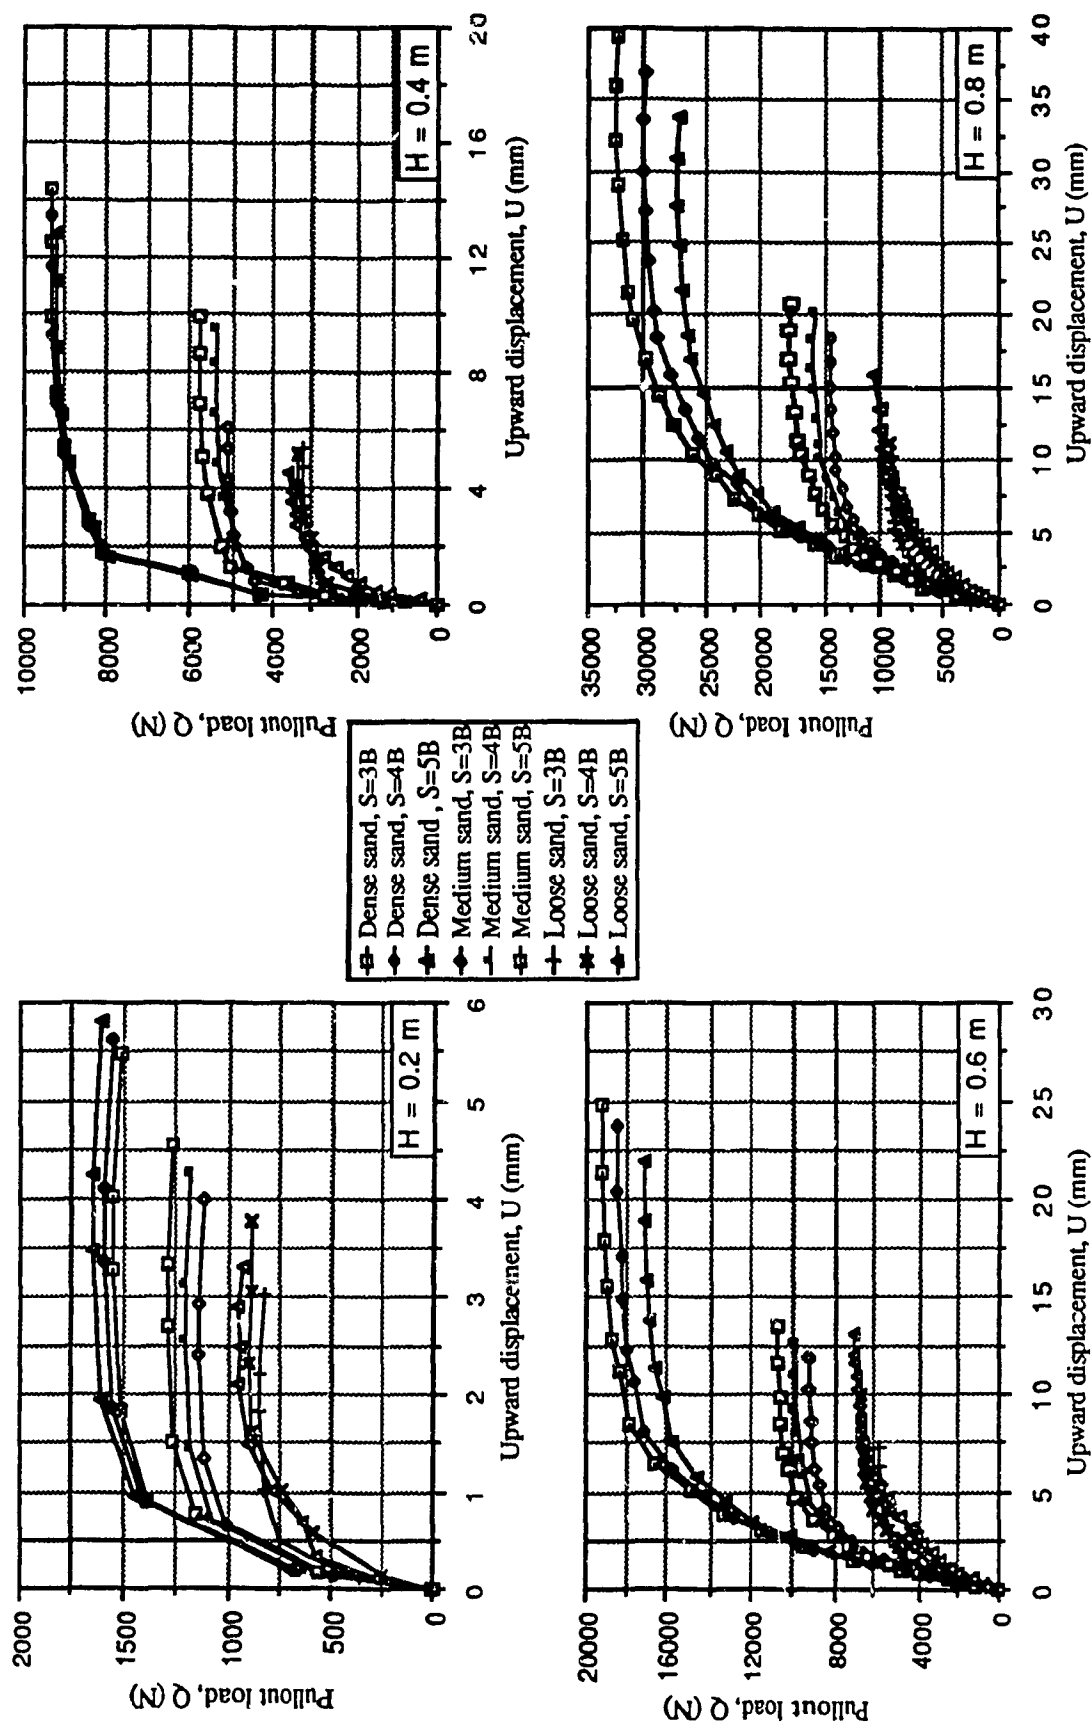 Pullout load, Q (N)
2000
1500
1000
500
0
0
1
2
3
4
5
6
H = 0.2 m
Upward displacement, U (mm)
Pullout load, Q (N)
10000
8000
6000
4000
2000
0
0
4
8
12
16
20
H = 0.4 m
Upward displacement, U (mm)
Dense sand, S=3B
Dense sand, S=4B
Dense sand , S=5B
Medium sand, S=3B
Medium sand, S=4B
Medium sand, S=5B
Loose sand, S=3B
Loose sand, S=4B
Loose sand, S=5B
Pullout load, Q (N)
20000
16000
12000
8000
4000
0
5
10
15
20
25
30
H = 0.6 m
Upward displacement, U (mm)
Pullout load, Q (N)
35000
30000
25000
20000
15000
10000
5000
0
0
5
10
15
20
25
30
35
40
H = 0.8 m
Upward displacement, U (mm)